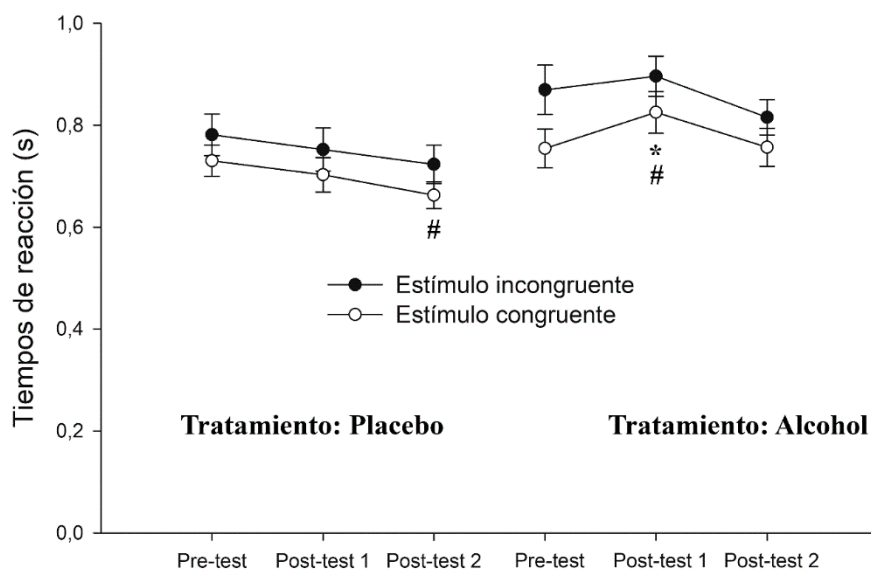 1,0
0,8
0,6
0,4
0,2
0,0
Tiempos de reacción (s)
*
#
#
Estímulo incongruente
Estímulo congruente
Tratamiento: Placebo Tratamiento: Alcohol
Pre-test Post-test 1 Post-test 2 Pre-test Post-test 1 Post-test 2